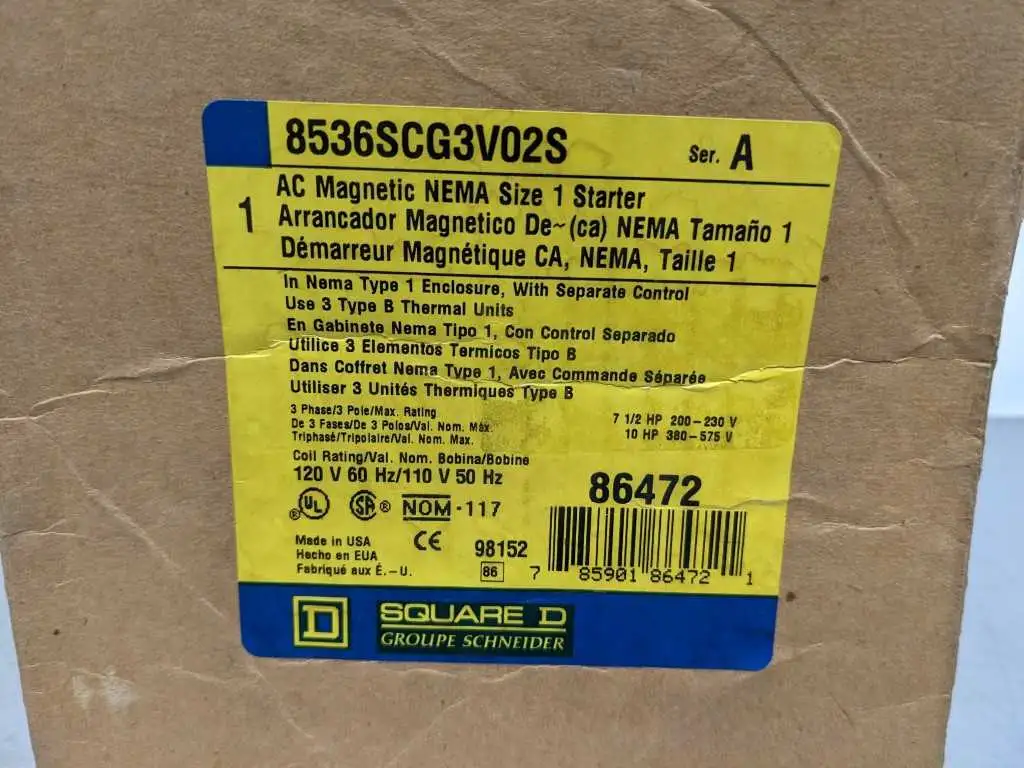 8536SCG3V02S Ser. A
1
AC Magnetic NEMA Size 1 Starter
Arrancador Magnetico De~(ca) NEMA Tamaño 1
Démarreur Magnétique CA, NEMA, Taille 1
In Nema Type 1 Enclosure, With Separate Control
Use 3 Type B Thermal Units
En Gabinete Nema Tipo 1, Con Control Separado
Utilice 3 Elementos Termicos Tipo B
Dans Coffret Nema Type 1, Avec Commande Séparée
Utiliser 3 Unités Thermiques Type B
3 Phase/3 Pole/Max. Rating
De 3 Fases/De 3 Polos/Val. Nom. Máx.
Triphasé/Tripolaire/Val. Nom. Max.
7 1/2 HP 200-230 V
10 HP 380-575 V
Coil Rating/Val. Nom. Bobina/Bobine
120 V 60 Hz/110 V 50 Hz
UL ® SA ® NOM-117
86472
Made in USA
Hecho en EUA
Fabriqué aux É.-U.
CE
98152
86
7 85901 86472 1
D
SQUARE D
GROUPE SCHNEIDER